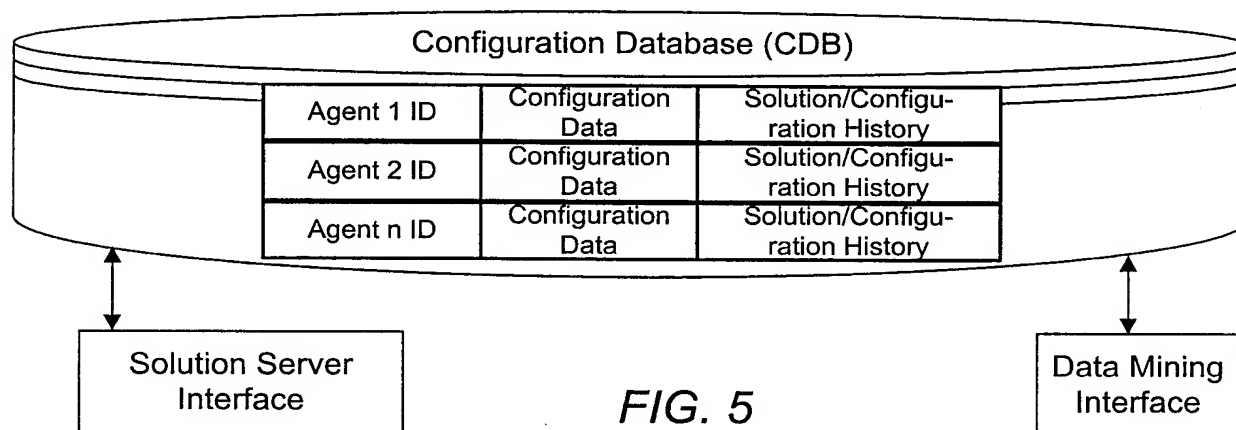 Configuration Database (CDB)
Agent 1 ID
Configuration
Data
Solution/Configu-
ration History
Agent 2 ID
Configuration
Data
Solution/Configu-
ration History
Agent n ID
Configuration
Data
Solution/Configu-
ration History
Solution Server
Interface
FIG. 5
Data Mining
Interface